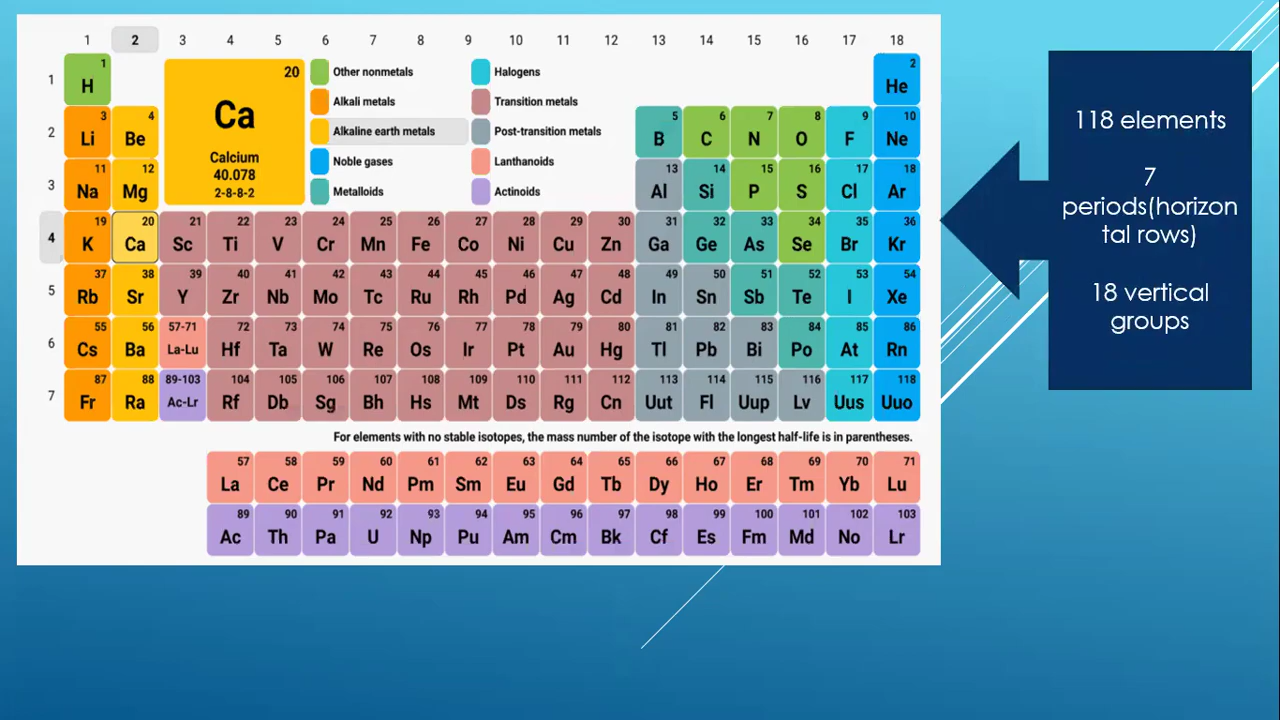 1 2 3 4 5 6 7 8 9 10 11 12 13 14 15 16 17 18
1
1
H
20
Ca
Calcium
40.078
2-8-8-2
Other nonmetals
Alkali metals
Alkaline earth metals
Noble gases
Metalloids
Halogens
Transition metals
Post-transition metals
Lanthanoids
Actinoids
2
He
2
3 4 5 6 7 8 9 10
Li Be B C N O F Ne
3
11 12 13 14 15 16 17 18
Na Mg Al Si P S Cl Ar
4
19 20 21 22 23 24 25 26 27 28 29 30 31 32 33 34 35 36
K Ca Sc Ti V Cr Mn Fe Co Ni Cu Zn Ga Ge As Se Br Kr
5
37 38 39 40 41 42 43 44 45 46 47 48 49 50 51 52 53 54
Rb Sr Y Zr Nb Mo Tc Ru Rh Pd Ag Cd In Sn Sb Te I Xe
6
55 56 57-71 72 73 74 75 76 77 78 79 80 81 82 83 84 85 86
Cs Ba La-Lu Hf Ta W Re Os Ir Pt Au Hg Tl Pb Bi Po At Rn
7
87 88 89-103 104 105 106 107 108 109 110 111 112 113 114 115 116 117 118
Fr Ra Ac-Lr Rf Db Sg Bh Hs Mt Ds Rg Cn Uut Fl Uup Lv Uus Uuo
For elements with no stable isotopes, the mass number of the isotope with the longest half-life is in parentheses.
57 58 59 60 61 62 63 64 65 66 67 68 69 70 71
La Ce Pr Nd Pm Sm Eu Gd Tb Dy Ho Er Tm Yb Lu
89 90 91 92 93 94 95 96 97 98 99 100 101 102 103
Ac Th Pa U Np Pu Am Cm Bk Cf Es Fm Md No Lr
118 elements
7
periods(horizon
tal rows)
18 vertical
groups